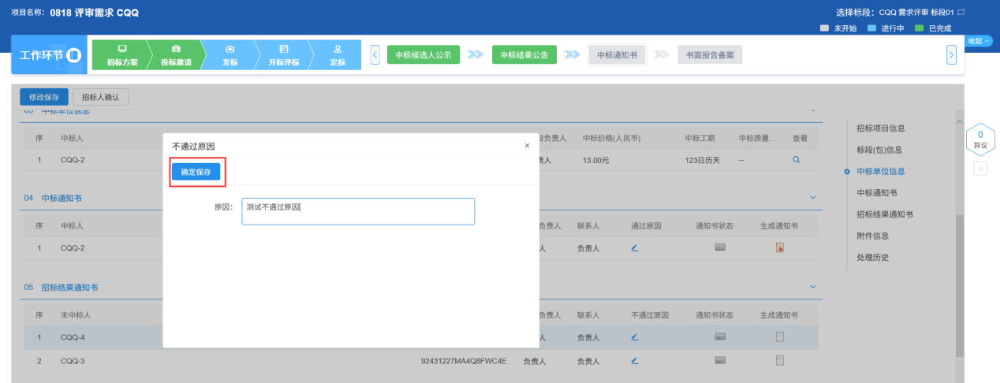 项目名称: 0818 评审需求 CQQ
选择标段: CQQ 需求评审 标段01
未开始 进行中 已完成
收起
工作环节
招标方案 投标邀请 发标 开标评标 定标
中标候选人公示 中标结果公告 中标通知书 书面报告备案
修改保存 招标人确认
03 中标单位信息
序 中标人 目负责人 中标价格(人民币) 中标工期 中标质量... 查看
1 CQQ-2 责人 13.00元 123日历天 --
不通过原因 ×
确定保存
原因: 测试不通过原因
04 中标通知书
序 中标人 负责人 联系人 通过原因 通知书状态 生成通知书
1 CQQ-2 人 负责人
05 招标结果通知书
序 未中标人 负责人 联系人 不通过原因 通知书状态 生成通知书
1 CQQ-4 人 负责人
2 CQQ-3 92431227MA4Q8FWC4E 负责人 负责人
招标项目信息
标段(包)信息
中标单位信息
中标通知书
招标结果通知书
附件信息
处理历史
0
异议